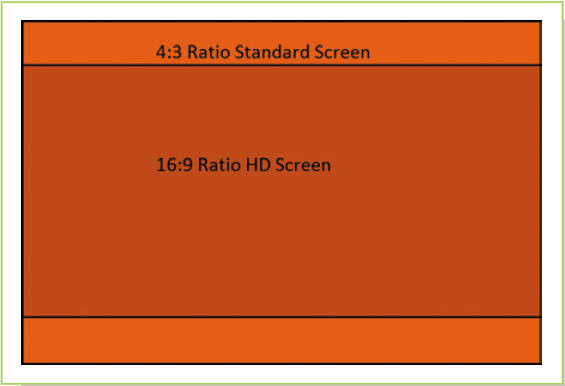 4:3 Ratio Standard Screen
16:9 Ratio HD Screen